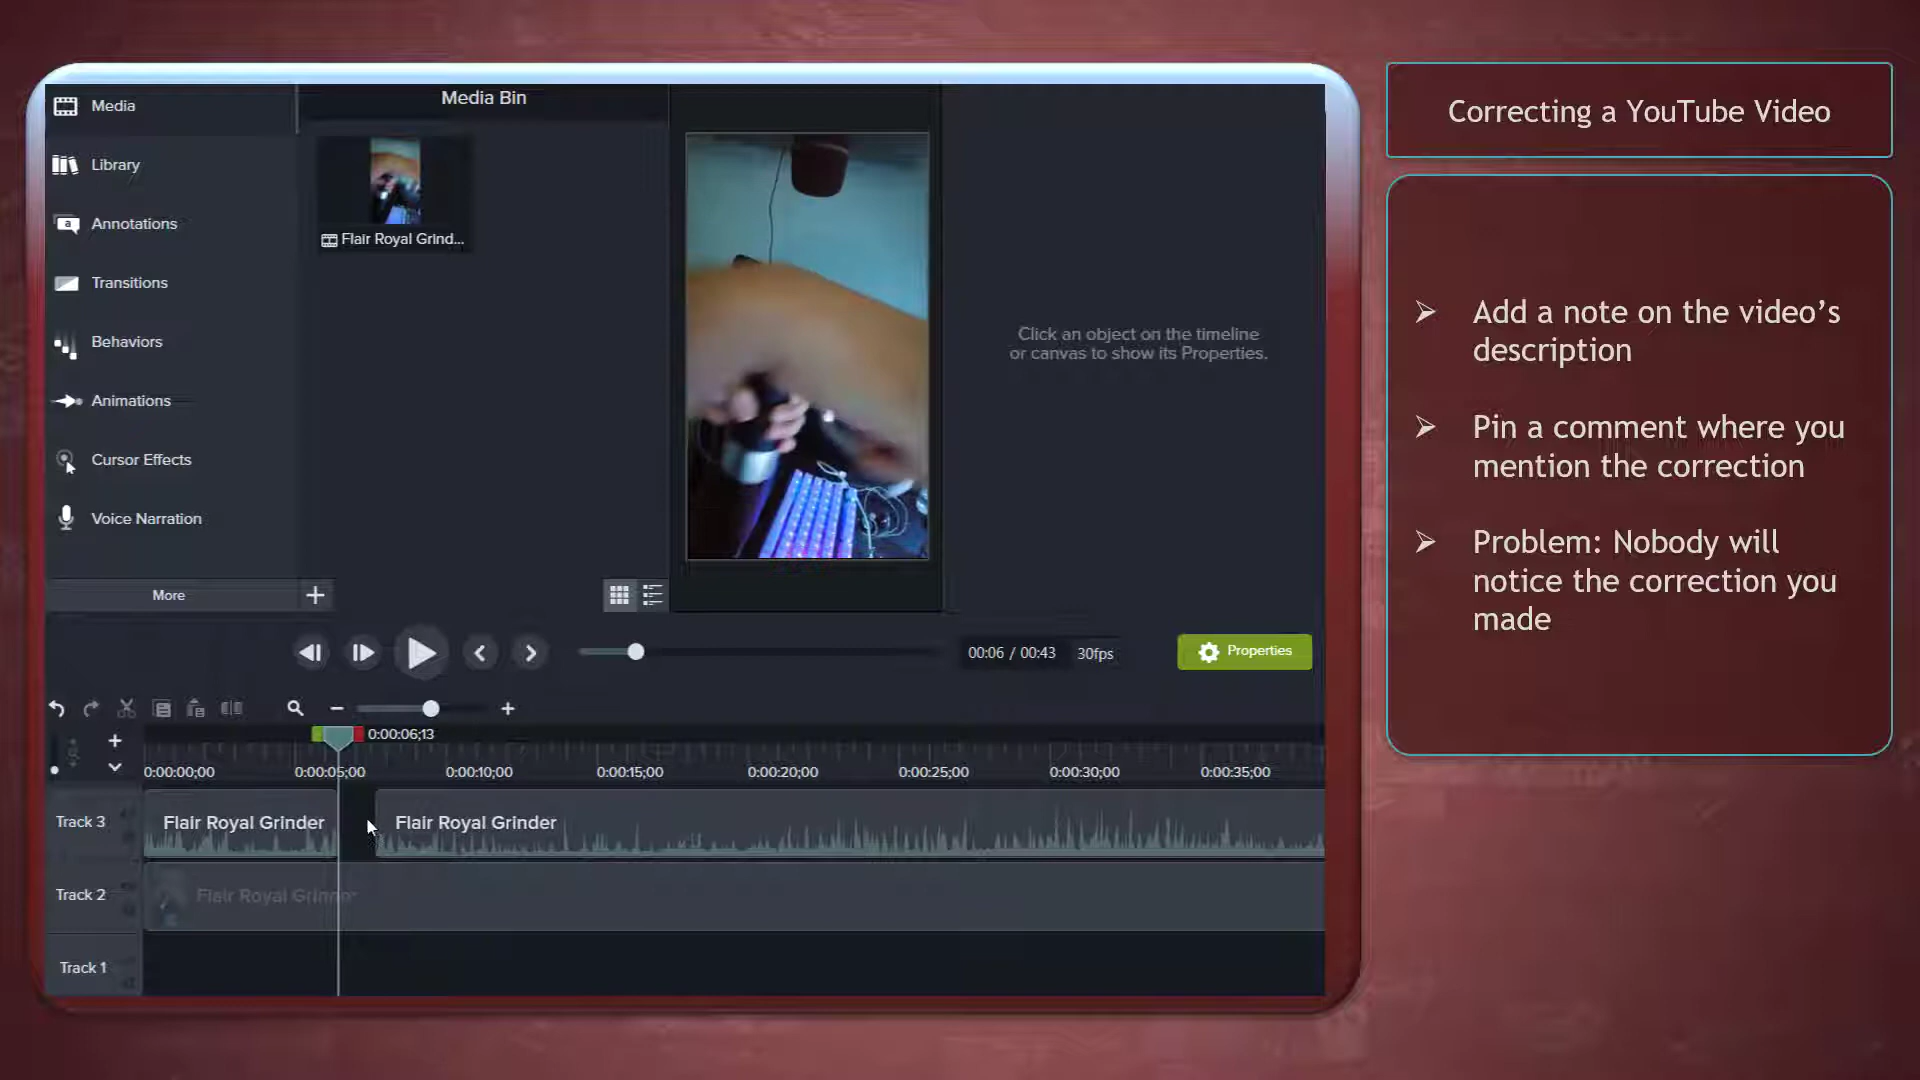 Media
Library
Annotations
Transitions
Behaviors
Animations
Cursor Effects
Voice Narration
More
Media Bin
Flair Royal Grind...
Click an object on the timeline
or canvas to show its Properties.
00:06 / 00:43
30fps
Properties
0:00:06;13
0:00:00;00
0:00:05;00
0:00:10;00
0:00:15;00
0:00:20;00
0:00:25;00
0:00:30;00
0:00:35;00
Track 3
Flair Royal Grinder
Flair Royal Grinder
Track 2
Flair Royal Grinder
Track 1
Correcting a YouTube Video
Add a note on the video’s
description
Pin a comment where you
mention the correction
Problem: Nobody will
notice the correction you
made